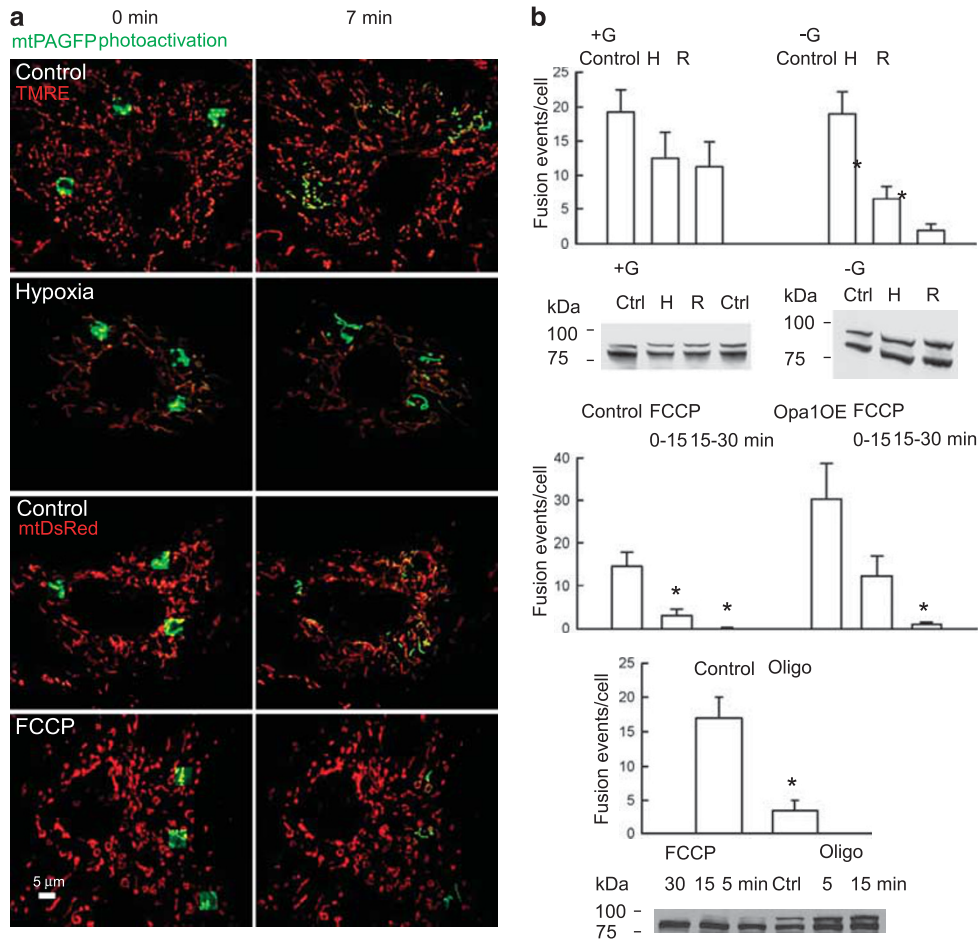 a
0 min
7 min
mtPAGFP photoactivation
Control
TMRE
Hypoxia
Control
mtDsRed
FCCP
5 μm
b
+G
-G
Control H R
Control H R
Fusion events/cell
25
20
15
10
5
0
*
*
+G
-G
kDa
Ctrl H R Ctrl
100
75
kDa
Ctrl H R
100
75
Control FCCP
Opa1OE FCCP
0-15 15-30 min
0-15 15-30 min
Fusion events/cell
40
30
20
10
0
*
*
*
Control Oligo
Fusion events/cell
25
20
15
10
5
0
*
FCCP
Oligo
kDa
30 15 5 min Ctrl 5 15 min
100
75